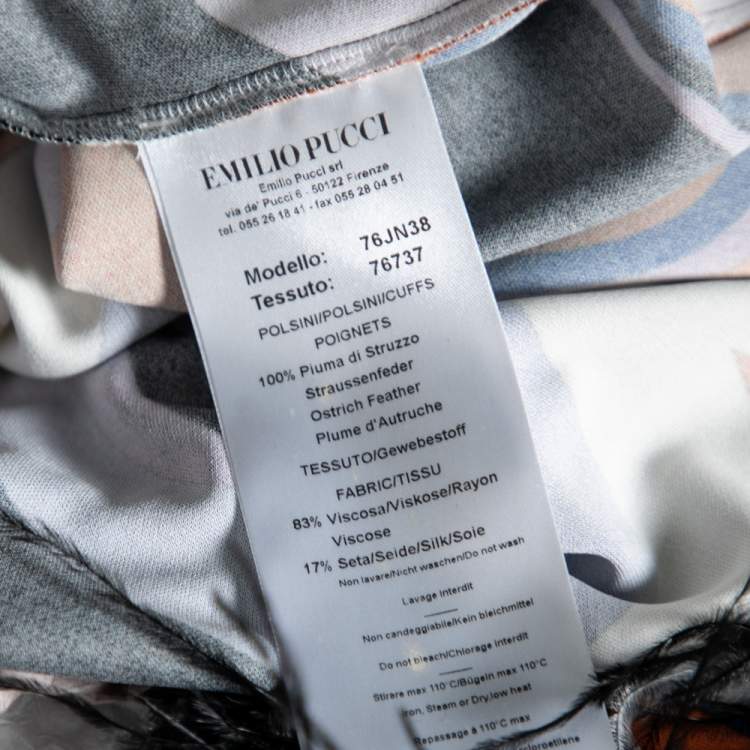 EMILIO PUCCI
Emilio Pucci srl
via de' Pucci 6 - 50122 Firenze
tel. 055 26 18 41 - fax 055 28 04 51
Modello: 76JN38
Tessuto: 76737
POLSINI/POLSINI/CUFFS
POIGNETS
100% Piuma di Struzzo
Straussenfeder
Ostrich Feather
Plume d'Autruche
TESSUTO/Gewebestoff
FABRIC/TISSU
83% Viscosa/Viskose/Rayon
Viscose
17% Seta/Seide/Silk/Soie
Non lavare/Nicht waschen/Do not wash
Lavage interdit
Non candeggiabile/Kein bleichmittel
Do not bleach/Chlorage interdit
Stirare max 110°C/Bügeln max 110°C
Iron, Steam or Dry,low heat
Repassage à 110°C max